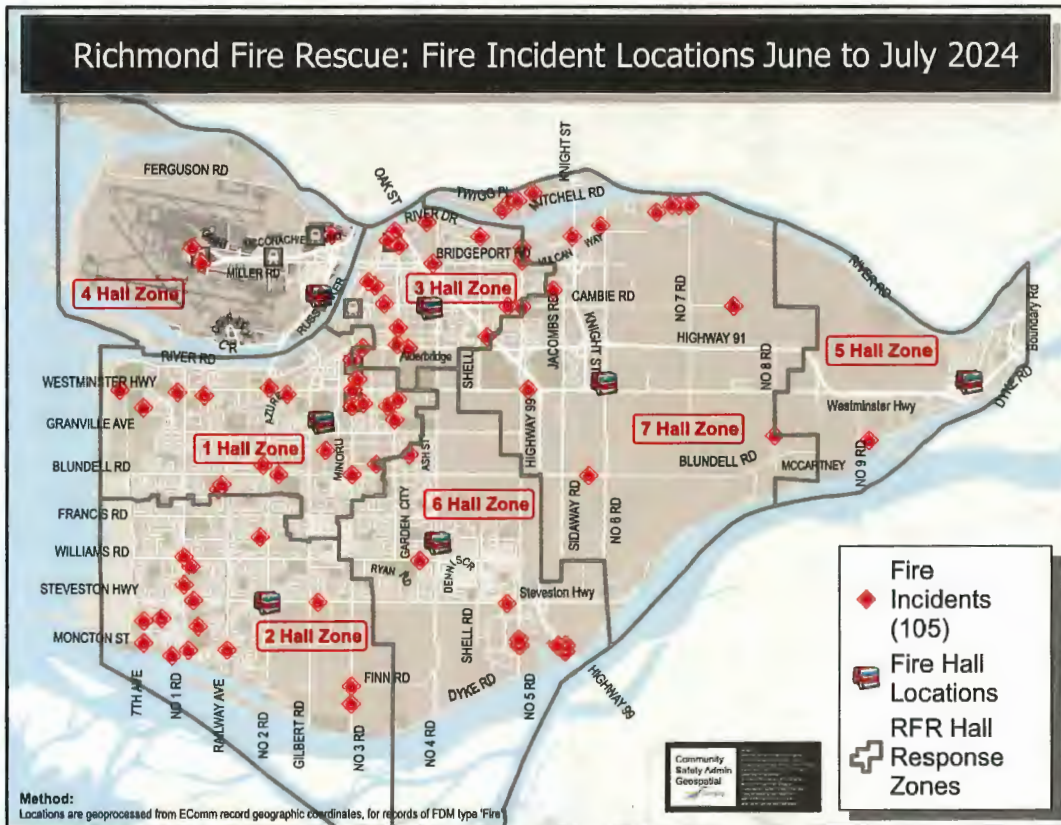 Richmond Fire Rescue: Fire Incident Locations June to July 2024
FERGUSON RD
OAK ST
TWIGG PL
KNIGHT ST
MITCHELL RD
RIVER DR
MCCONACHIE
BRIDGEPORT RD
VULCAN WAY
MILLER RD
4 Hall Zone
3 Hall Zone
CAMBIE RD
NO 7 RD
RIVER RD
Boundary Rd
RIVER RD
Alderbridge
SHELL
JACOMBS RD
KNIGHT ST
HIGHWAY 91
NO 8 RD
5 Hall Zone
DYKE RD
WESTMINSTER HWY
AZURE
Westminster Hwy
GRANVILLE AVE
HIGHWAY 99
1 Hall Zone
MINORU
ASH ST
7 Hall Zone
BLUNDELL RD
BLUNDELL RD
MCCARTNEY
NO 9 RD
FRANCIS RD
GARDEN CITY
6 Hall Zone
SIDAWAY RD
NO 6 RD
WILLIAMS RD
RYAN
SCR
STEVESTON HWY
Steveston Hwy
2 Hall Zone
SHELL RD
MONCTON ST
FINN RD
DYKE RD
HIGHWAY 99
7TH AVE
NO 1 RD
RAILWAY AVE
NO 2 RD
GILBERT RD
NO 3 RD
NO 4 RD
NO 5 RD
Fire
Incidents
(105)
Fire Hall
Locations
RFR Hall
Response
Zones
Community
Safety Admin
Geospatial
Method:
Locations are geoprocessed from EComm record geographic coordinates, for records of FDM type 'Fire'